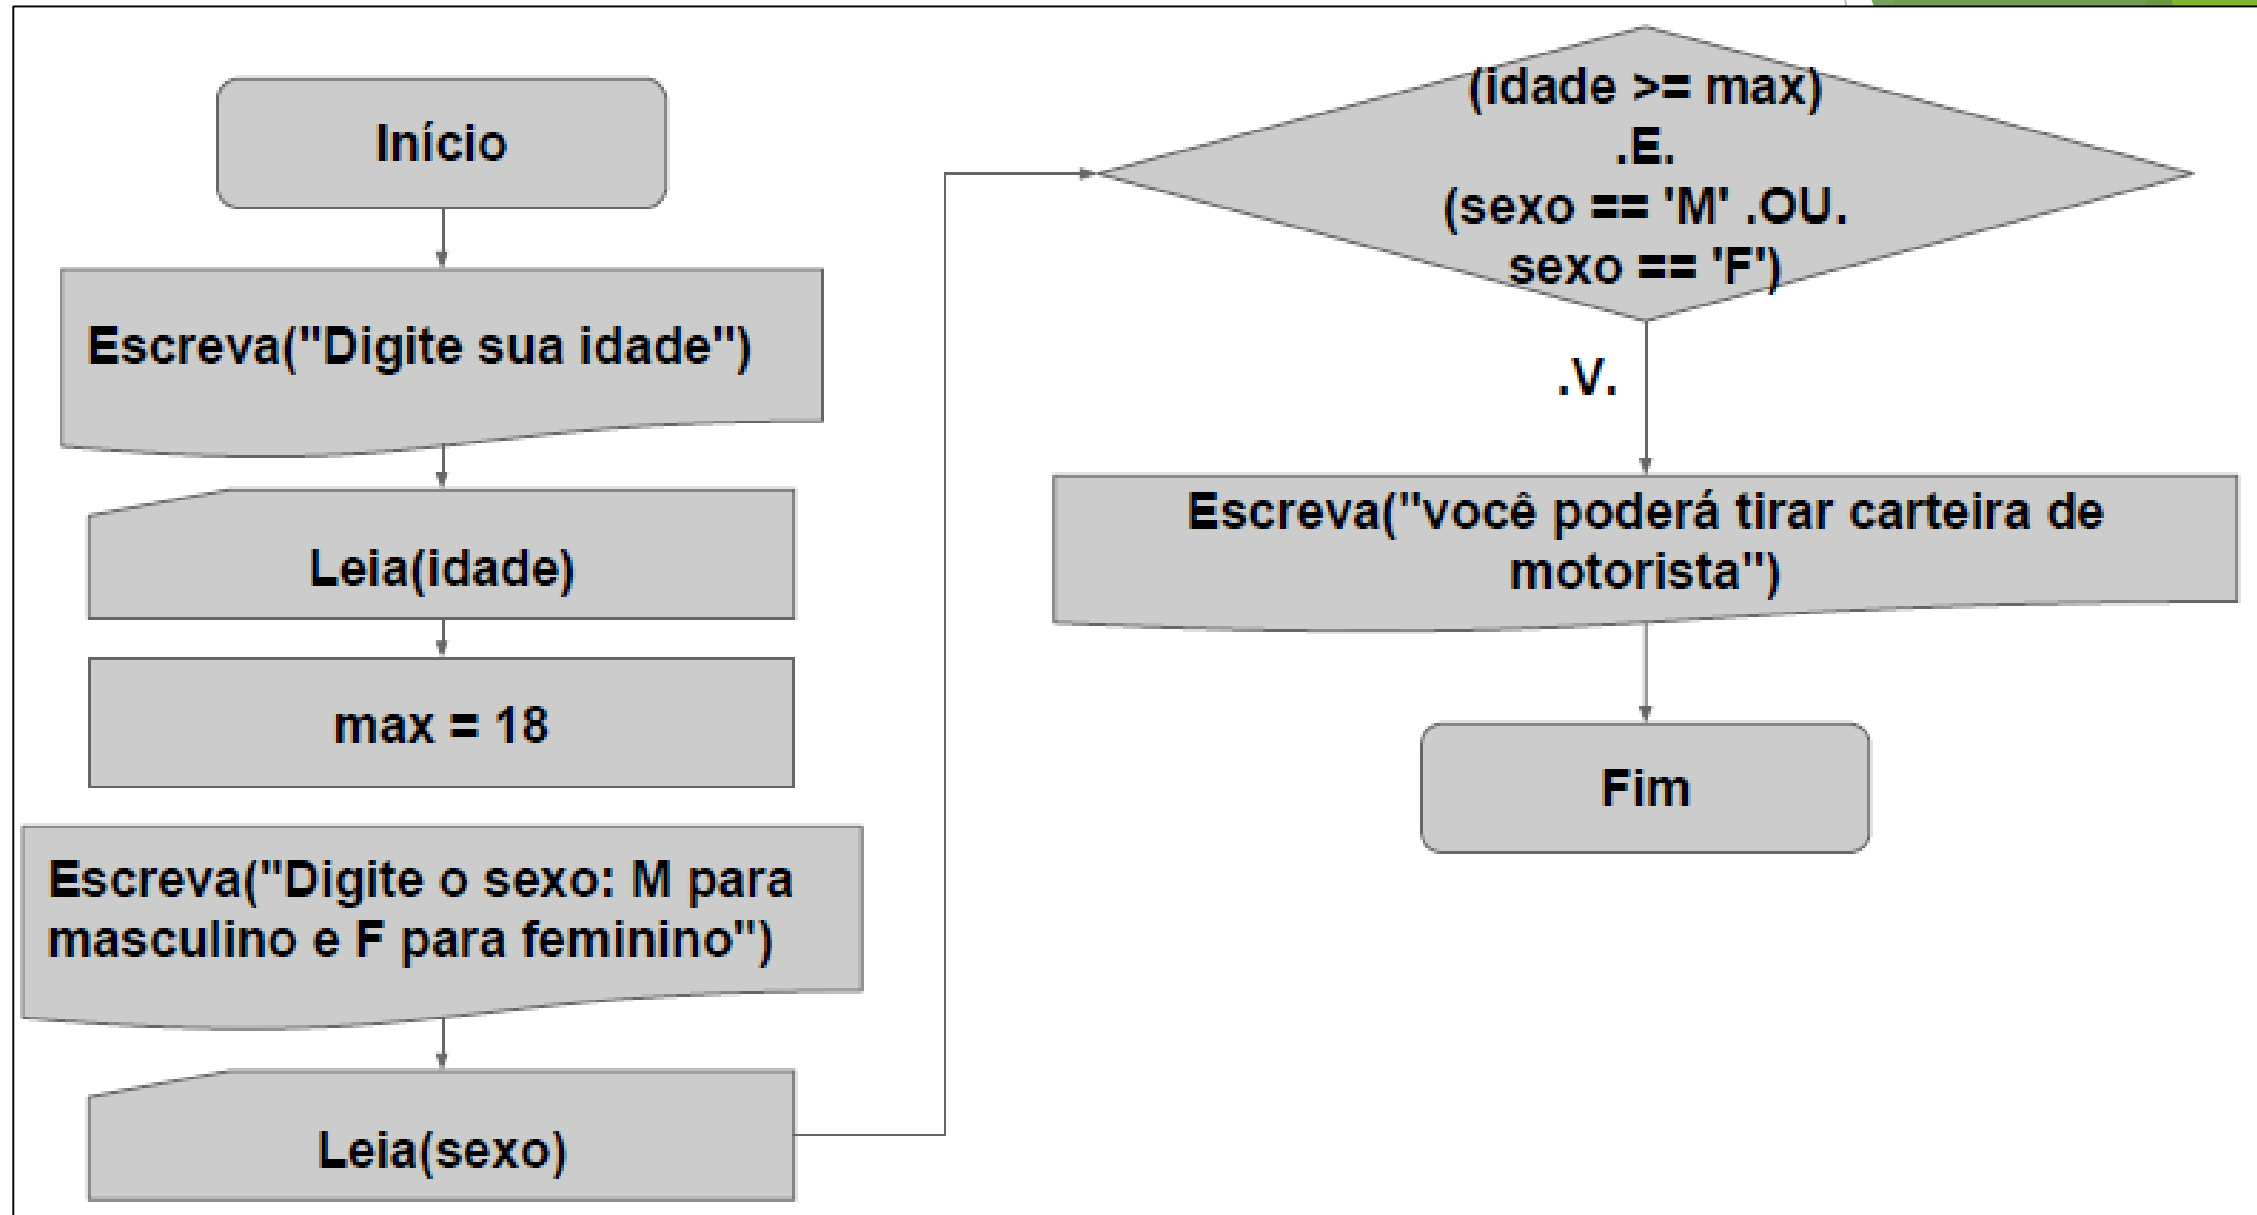 Início
Escreva("Digite sua idade")
Leia(idade)
max = 18
Escreva("Digite o sexo: M para
masculino e F para feminino")
Leia(sexo)
(idade >= max)
.E.
(sexo == 'M' .OU.
sexo == 'F')
.V.
Escreva("você poderá tirar carteira de
motorista")
Fim